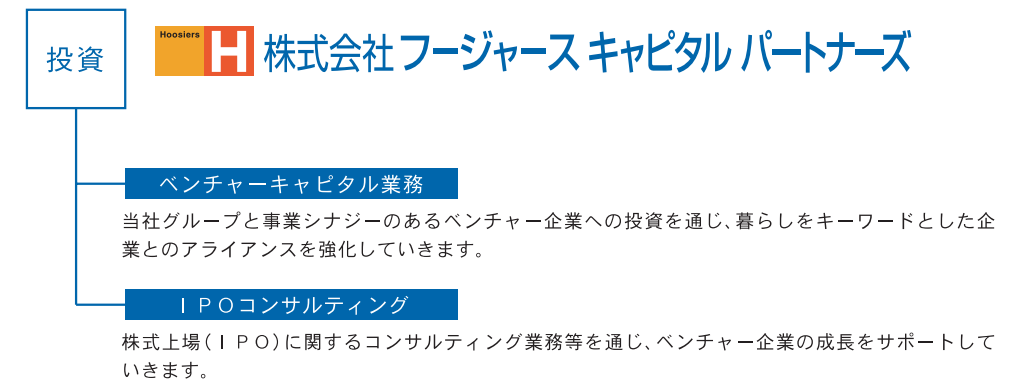 投資
Hoosiers
H 株式会社 フージャース キャピタル パートナーズ
ベンチャーキャピタル業務
当社グループと事業シナジーのあるベンチャー企業への投資を通じ、暮らしをキーワードとした企
業とのアライアンスを強化していきます。
ＩＰＯコンサルティング
株式上場(ＩＰＯ)に関するコンサルティング業務等を通じ、ベンチャー企業の成長をサポートして
いきます。